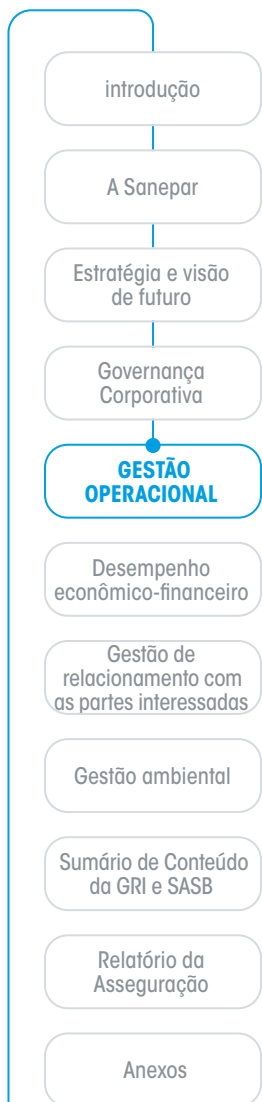 introdução
A Sanepar
Estratégia e visão
de futuro
Governança
Corporativa
GESTÃO
OPERACIONAL
Desempenho
econômico-financeiro
Gestão de
relacionamento com
as partes interessadas
Gestão ambiental
Sumário de Conteúdo
da GRI e SASB
Relatório da
Asseguração
Anexos